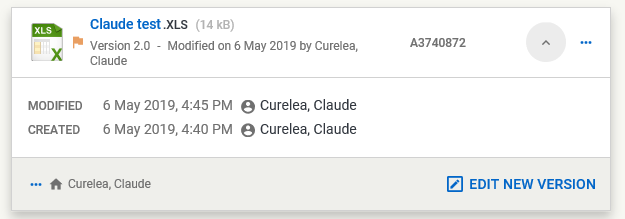 XLS
X
Claude test.XLS (14 kB)
Version 2.0 - Modified on 6 May 2019 by Curelea,
Claude
A3740872
MODIFIED 6 May 2019, 4:45 PM Curelea, Claude
CREATED 6 May 2019, 4:40 PM Curelea, Claude
Curelea, Claude
EDIT NEW VERSION